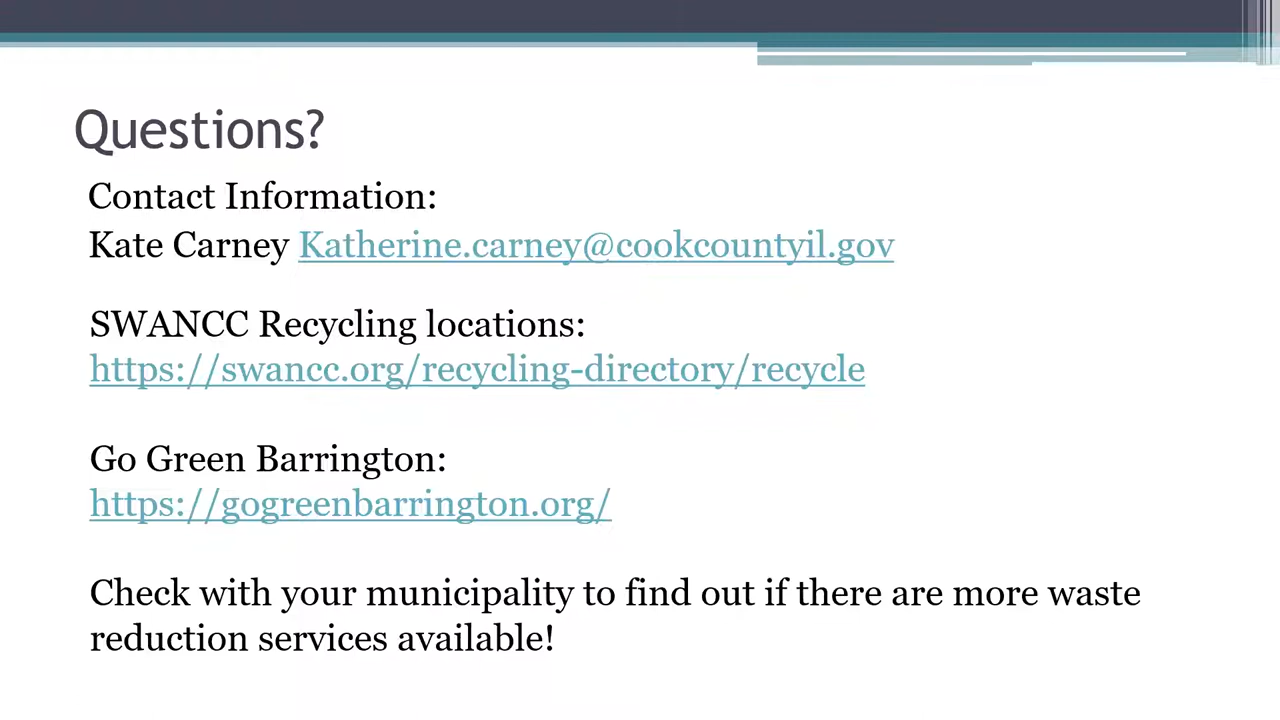 Questions?
Contact Information:
Kate Carney Katherine.carney@cookcountyil.gov
SWANCC Recycling locations:
https://swancc.org/recycling-directory/recycle
Go Green Barrington:
https://gogreenbarrington.org/
Check with your municipality to find out if there are more waste
reduction services available!